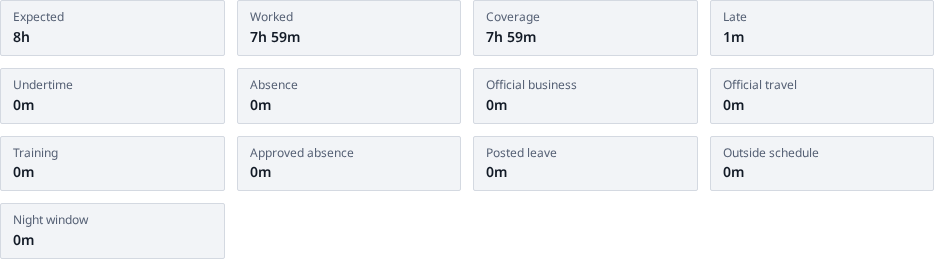 Expected
8h
Worked
7h 59m
Coverage
7h 59m
Late
1m
Undertime
0m
Absence
0m
Official business
0m
Official travel
0m
Training
0m
Approved absence
0m
Posted leave
0m
Outside schedule
0m
Night window
0m